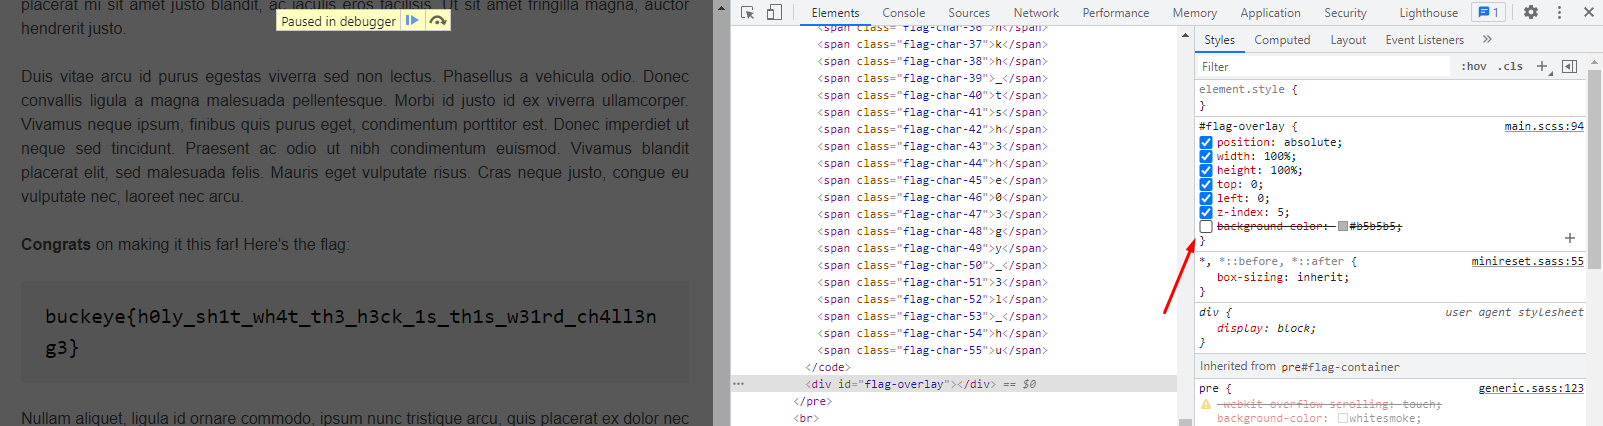 placerat mi sit amet justo blandit, ac iaculis eros facilisis. Ut sit amet fringilla magna, auctor
hendrerit justo.
Paused in debugger
Duis vitae arcu id purus egestas viverra sed non lectus. Phasellus a vehicula odio. Donec
convallis ligula a magna malesuada pellentesque. Morbi id justo id ex viverra ullamcorper.
Vivamus neque ipsum, finibus quis purus eget, condimentum porttitor est. Donec imperdiet ut
neque sed tincidunt. Praesent ac odio ut nibh condimentum euismod. Vivamus blandit
placerat elit, sed malesuada felis. Mauris eget vulputate risus. Cras neque justo, congue eu
vulputate nec, laoreet nec arcu.
Congrats on making it this far! Here's the flag:
buckeye{h0ly_sh1t_wh4t_th3_h3ck_1s_th1s_w31rd_ch4ll3n
g3}
Nullam aliquet, ligula id ornare commodo, ipsum nunc tristique arcu, quis placerat ex dolor nec
Elements Console Sources Network Performance Memory Application Security Lighthouse 1
<span class="flag-char-36">n</span>
<span class="flag-char-37">k</span>
<span class="flag-char-38">h</span>
<span class="flag-char-39">_</span>
<span class="flag-char-40">t</span>
<span class="flag-char-41">s</span>
<span class="flag-char-42">h</span>
<span class="flag-char-43">3</span>
<span class="flag-char-44">h</span>
<span class="flag-char-45">e</span>
<span class="flag-char-46">0</span>
<span class="flag-char-47">3</span>
<span class="flag-char-48">g</span>
<span class="flag-char-49">y</span>
<span class="flag-char-50">_</span>
<span class="flag-char-51">3</span>
<span class="flag-char-52">l</span>
<span class="flag-char-53">_</span>
<span class="flag-char-54">h</span>
<span class="flag-char-55">u</span>
</code>
<div id="flag-overlay"></div> == $0
</pre>
<br>
Styles Computed Layout Event Listeners »
Filter :hov .cls +
element.style {
}
#flag-overlay { main.scss:94
position: absolute;
width: 100%;
height: 100%;
top: 0;
left: 0;
z-index: 5;
background-color: #b5b5b5;
}
*, *::before, *::after { minireset.sass:55
box-sizing: inherit;
}
div { user agent stylesheet
display: block;
}
Inherited from pre#flag-container
pre { generic.sass:123
-webkit-overflow-scrolling: touch;
background-color: whitesmoke;